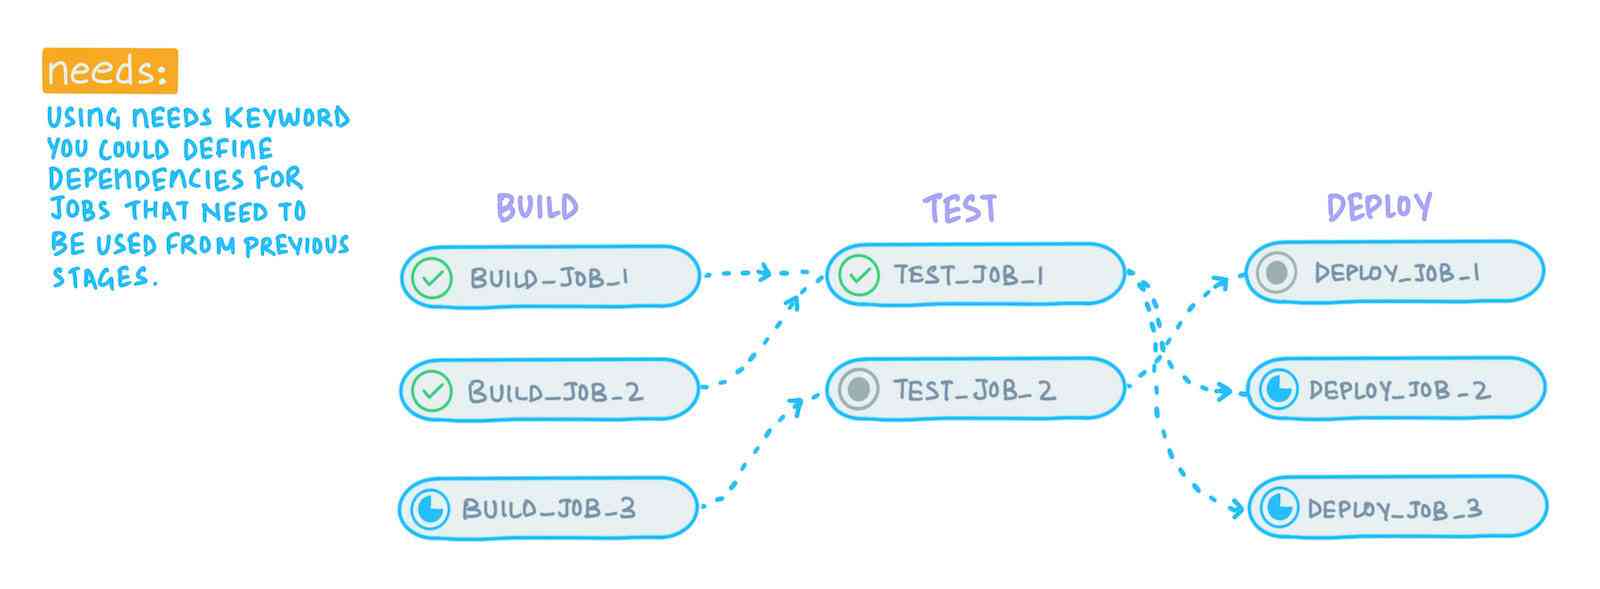 needs:
USING NEEDS KEYWORD
YOU COULD DEFINE
DEPENDENCIES FOR
JOBS THAT NEED TO
BE USED FROM PREVIOUS
STAGES.
BUILD
TEST
DEPLOY
BUILD_JOB_1
TEST_JOB_1
DEPLOY_JOB_1
BUILD_JOB_2
TEST_JOB_2
DEPLOY_JOB_2
BUILD_JOB_3
DEPLOY_JOB_3